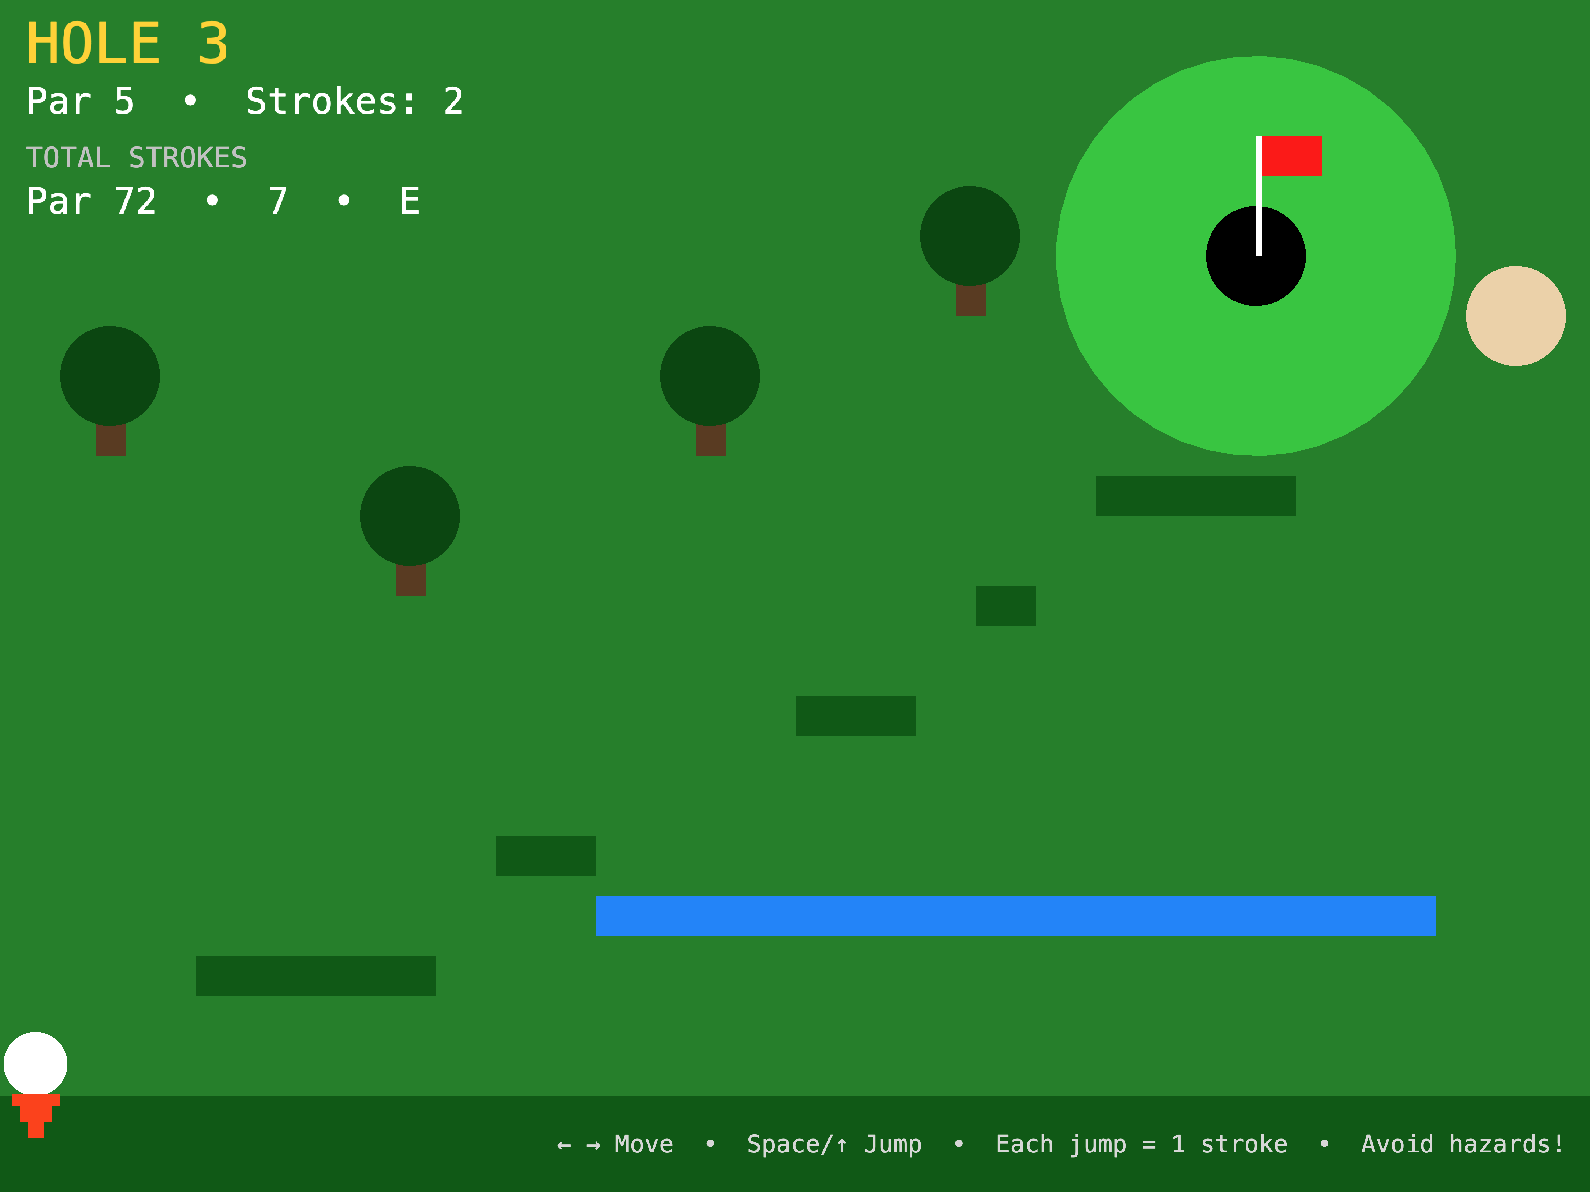 HOLE 3
Par 5 • Strokes: 2
TOTAL STROKES
Par 72 • 7 • E
← → Move • Space/↑ Jump • Each jump = 1 stroke • Avoid hazards!